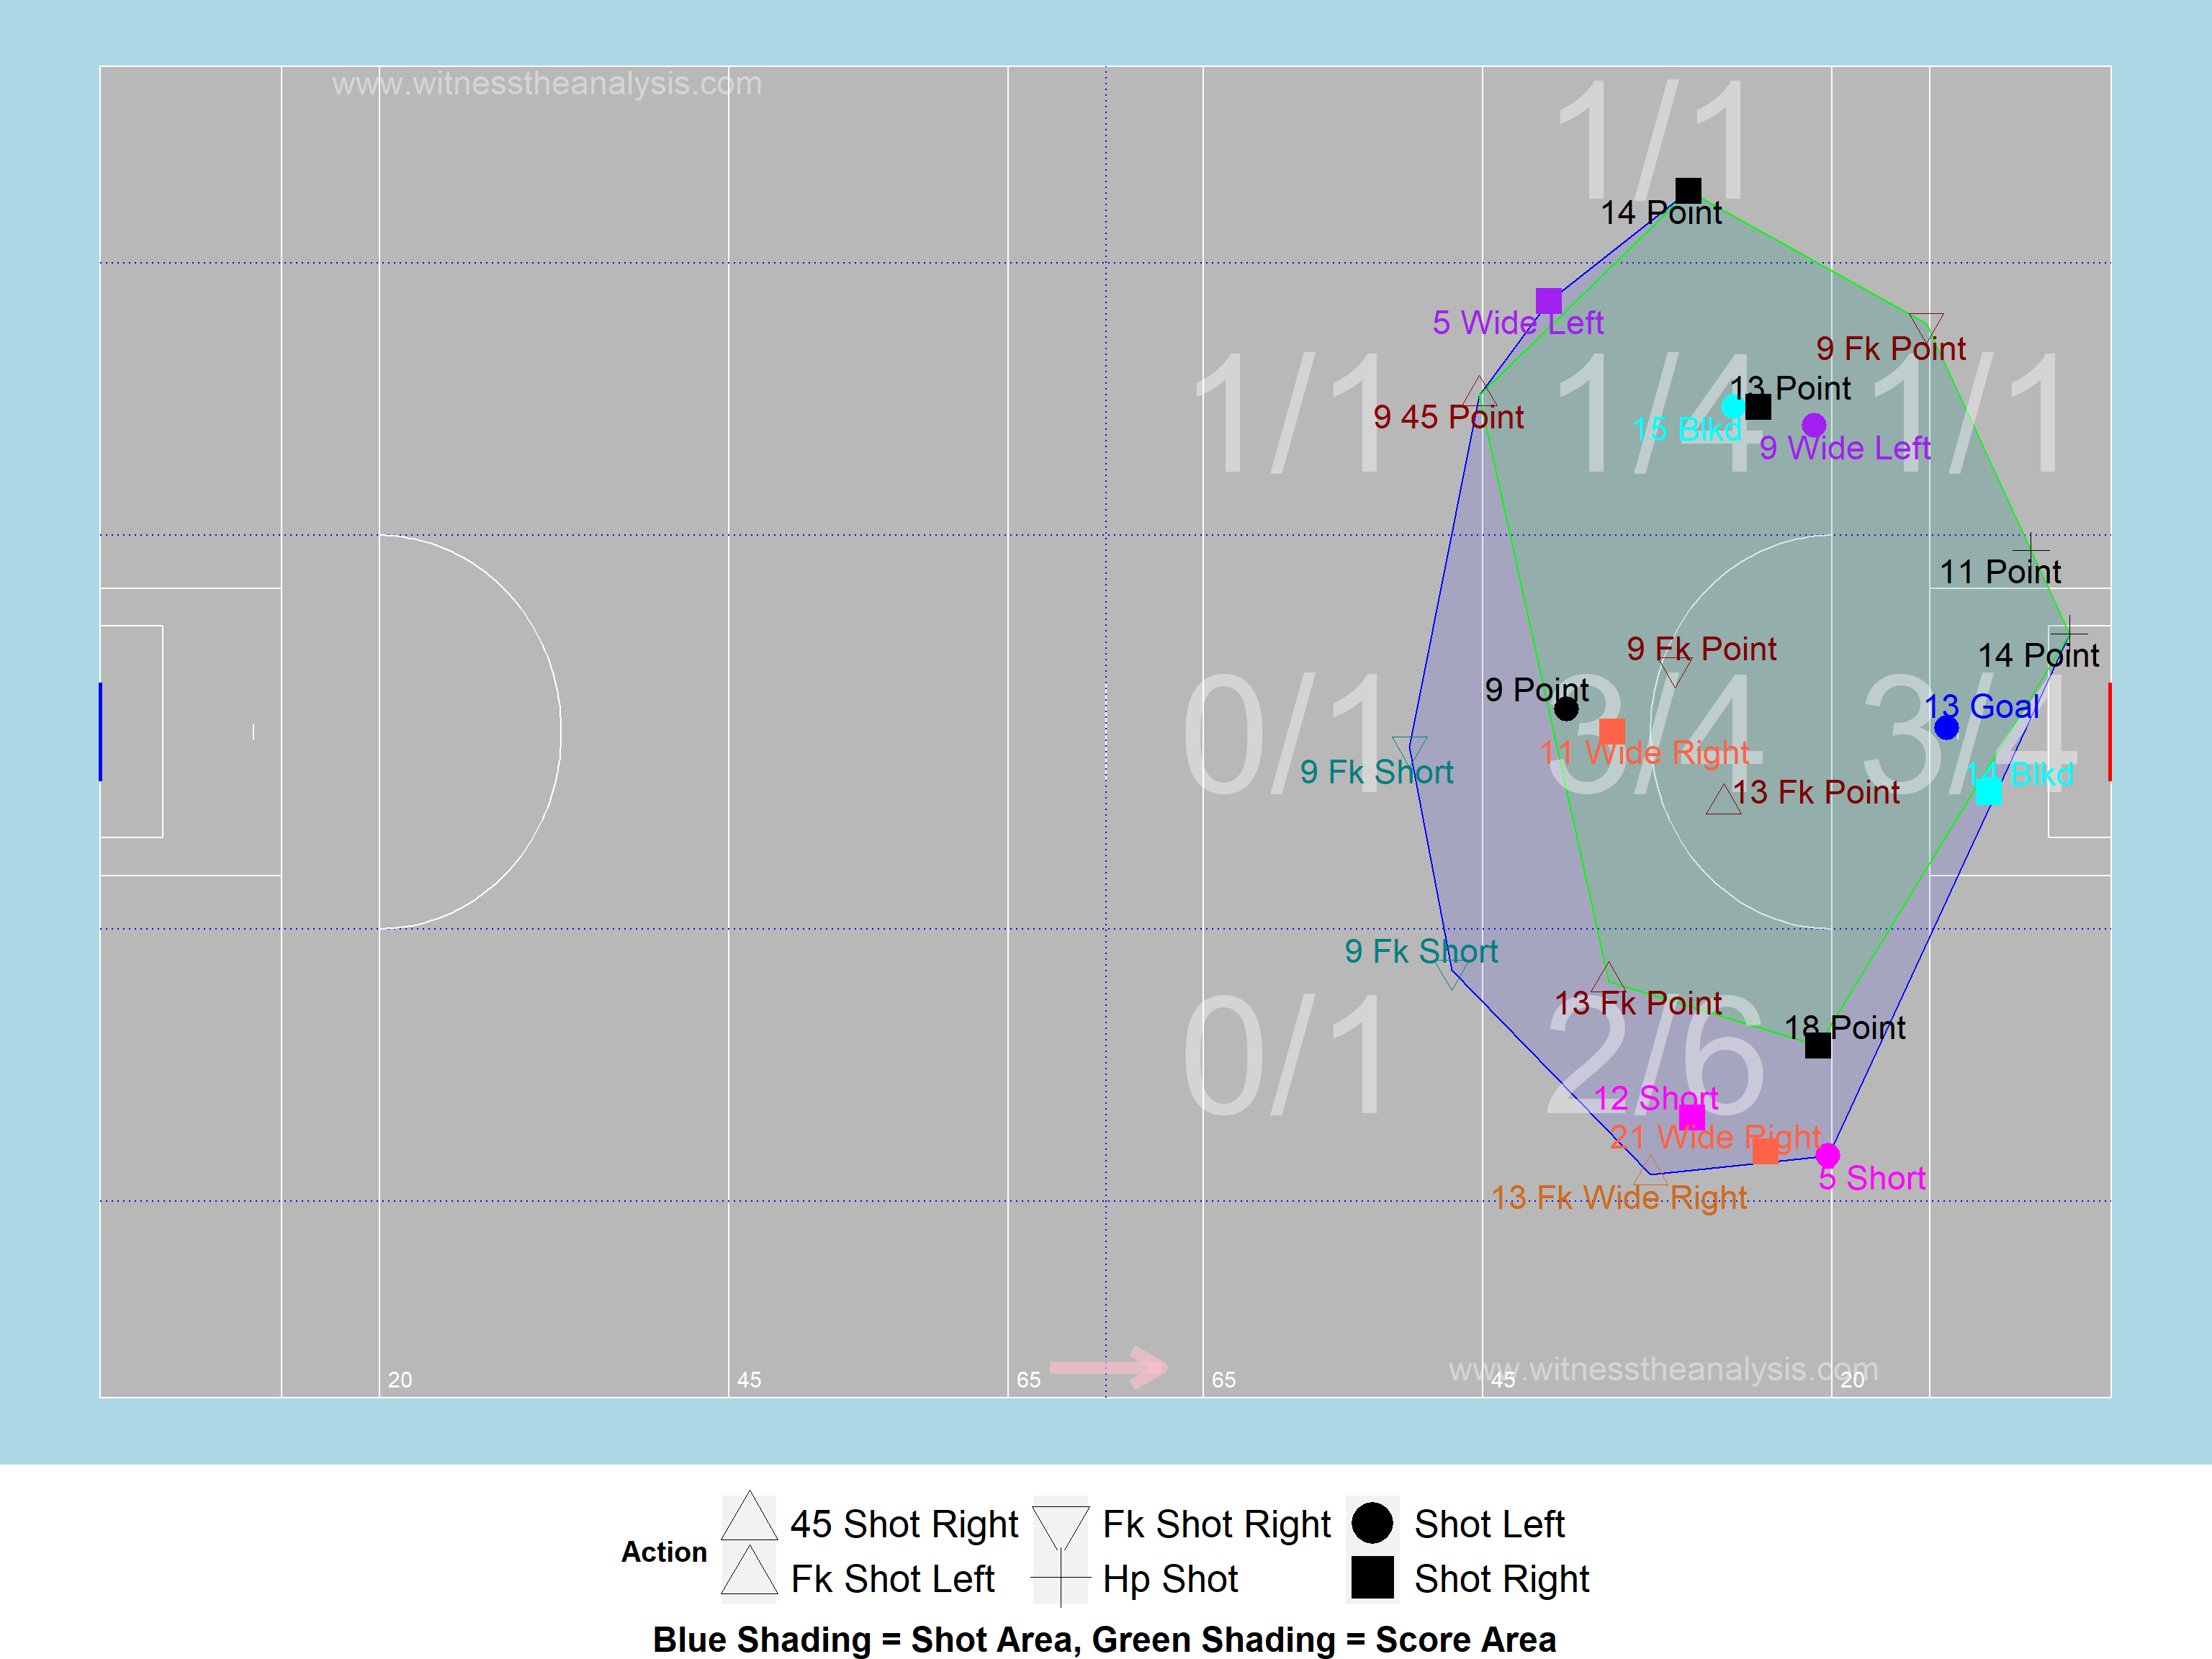 www.witnesstheanalysis.com
1/1
14 Point
5 Wide Left
9 Fk Point
1/1
1/4
1/1
13 Point
9 45 Point
15 Blkd
9 Wide Left
11 Point
9 Fk Point
14 Point
9 Point
13 Goal
0/1
3/4
3/4
11 Wide Right
9 Fk Short
14 Blkd
13 Fk Point
9 Fk Short
13 Fk Point
18 Point
0/1
2/6
12 Short
21 Wide Right
5 Short
13 Fk Wide Right
www.witnesstheanalysis.com
20 45 65 65 45 20
Action
45 Shot Right Fk Shot Right Shot Left
Fk Shot Left Hp Shot Shot Right
Blue Shading = Shot Area, Green Shading = Score Area